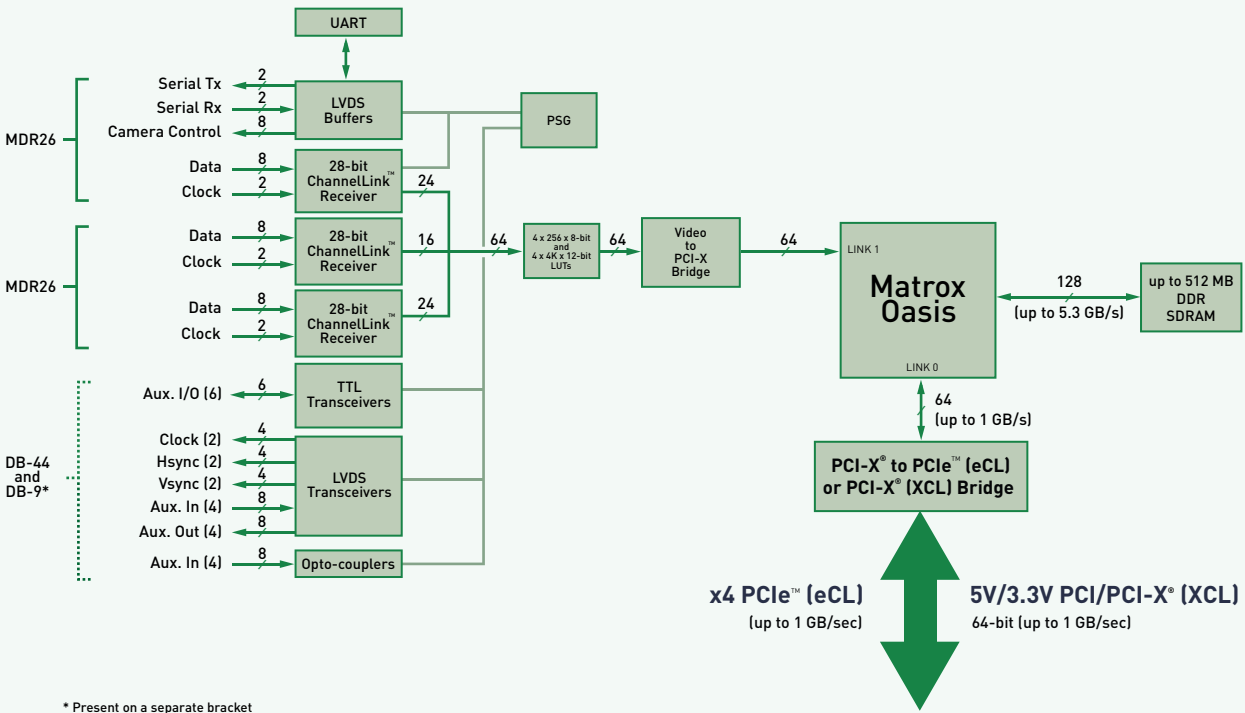 UART
MDR26
Serial Tx
2
Serial Rx
2
Camera Control
8
LVDS
Buffers
PSG
Data
8
Clock
2
28-bit
ChannelLink™
Receiver
24
MDR26
Data
8
Clock
2
28-bit
ChannelLink™
Receiver
16
64
4 x 256 x 8-bit
and
4 x 4K x 12-bit
LUTs
64
Video
to
PCI-X
Bridge
64
LINK 1
Matrox
Oasis
LINK 0
128
(up to 5.3 GB/s)
up to 512 MB
DDR
SDRAM
Data
8
Clock
2
28-bit
ChannelLink™
Receiver
24
DB-44
and
DB-9*
Aux. I/O (6)
6
TTL
Transceivers
64
(up to 1 GB/s)
Clock (2)
4
Hsync (2)
4
Vsync (2)
4
Aux. In (4)
8
Aux. Out (4)
8
LVDS
Transceivers
PCI-X® to PCIe™ (eCL)
or PCI-X® (XCL) Bridge
Aux. In (4)
8
Opto-couplers
x4 PCIe™ (eCL)
(up to 1 GB/sec)
5V/3.3V PCI/PCI-X® (XCL)
64-bit (up to 1 GB/sec)
* Present on a separate bracket